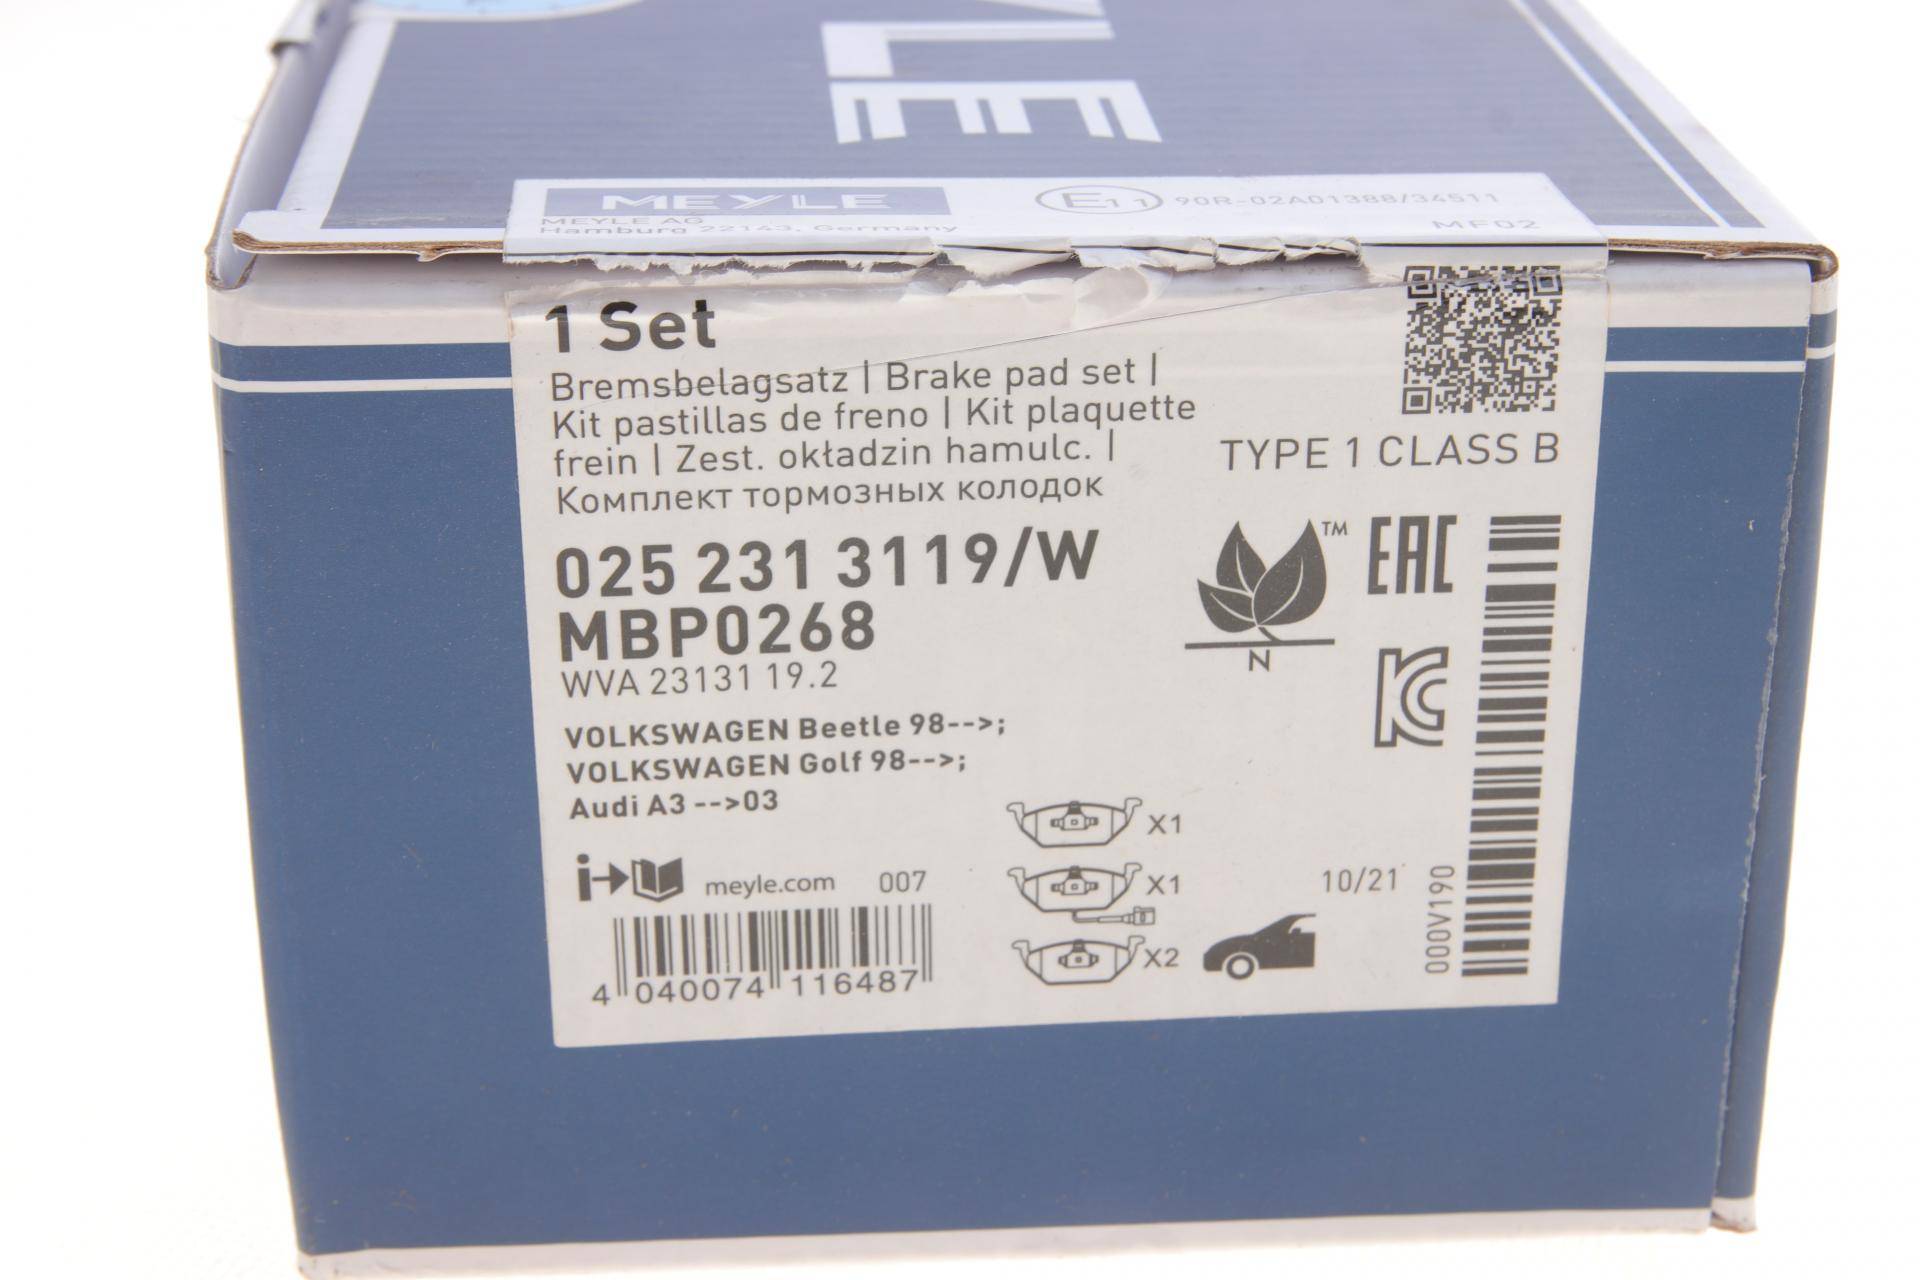 LE
MEYLE
MEYLE AG
Hamburg 22143, Germany
E11 90R-02A01388/34511
MF02
1 Set
Bremsbelagsatz | Brake pad set |
Kit pastillas de freno | Kit plaquette
frein | Zest. okładzin hamulc. |
Комплект тормозных колодок
TYPE 1 CLASS B
025 231 3119/W
MBP0268
WVA 23131 19.2
TM
N
EAC
KC
VOLKSWAGEN Beetle 98-->;
VOLKSWAGEN Golf 98-->;
Audi A3 -->03
X1
X1
X2
i
meyle.com 007
10/21
000V190
4 040074 116487